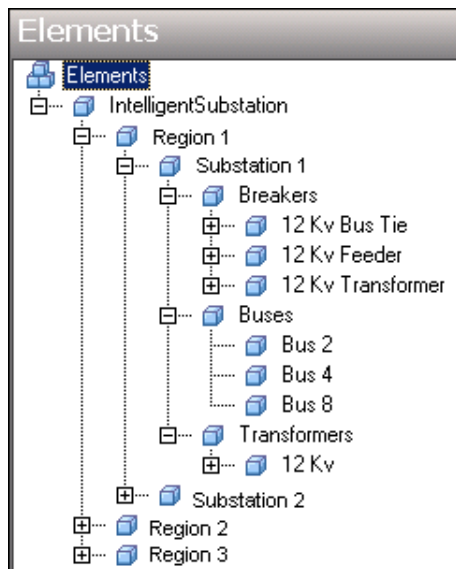 Elements
Elements
IntelligentSubstation
Region 1
Substation 1
Breakers
12 Kv Bus Tie
12 Kv Feeder
12 Kv Transformer
Buses
Bus 2
Bus 4
Bus 8
Transformers
12 Kv
Substation 2
Region 2
Region 3